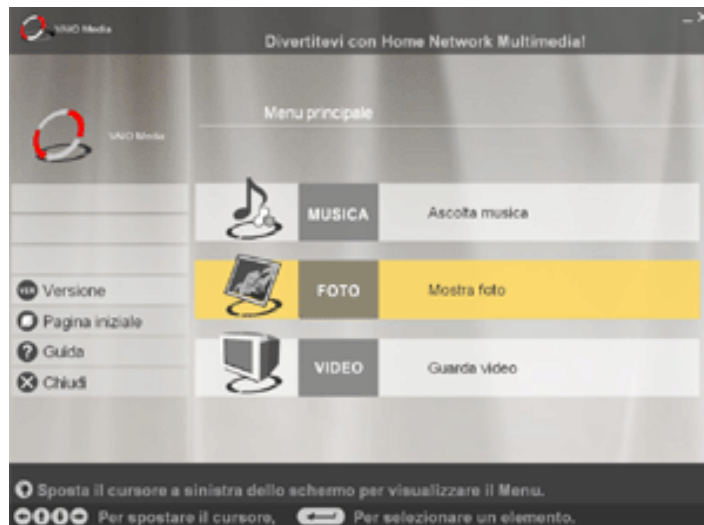 VAIO Media
Divertitevi con Home Network Multimedia!
Menu principale
VAIO Media
MUSICA Ascolta musica
FOTO Mostra foto
VIDEO Guarda video
VER Versione
Pagina iniziale
? Guida
Chiudi
Sposta il cursore a sinistra dello schermo per visualizzare il Menu.
Per spostare il cursore, Per selezionare un elemento.